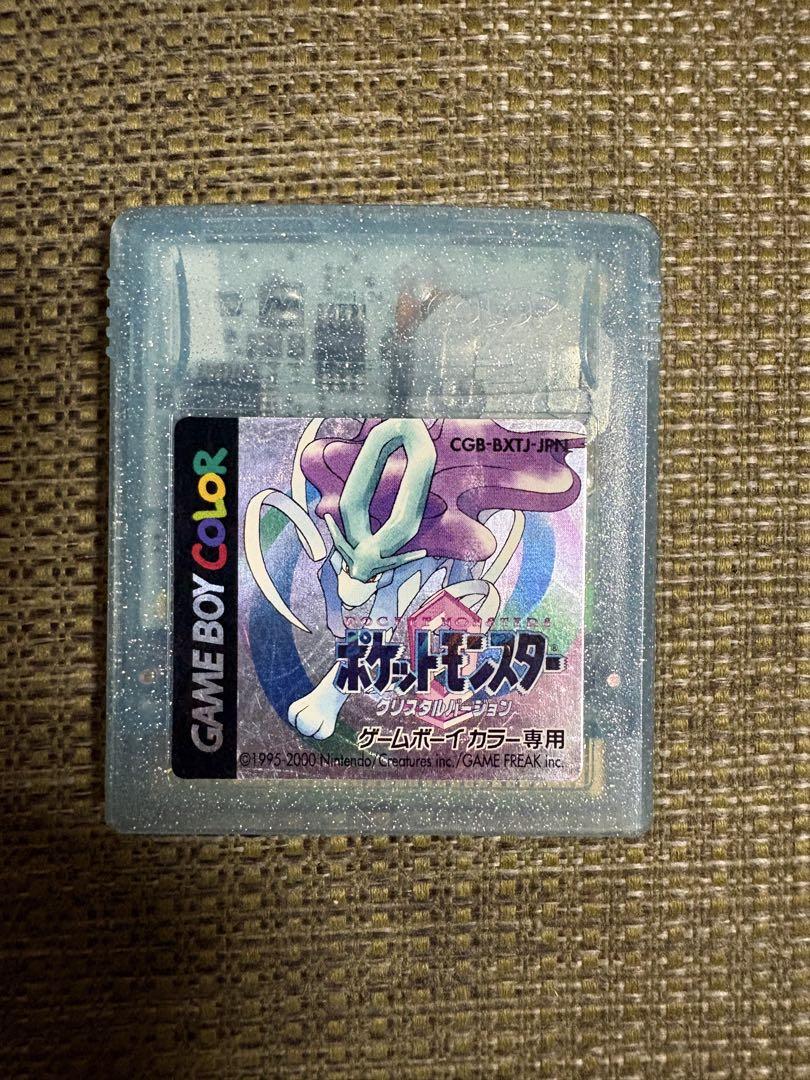 CGB-BXTJ-JPN
GAME BOY COLOR
POCKET MONSTERS
ポケットモンスター
クリスタルバージョン
ゲームボーイカラー専用
©1995-2000 Nintendo/Creatures inc./GAME FREAK inc.